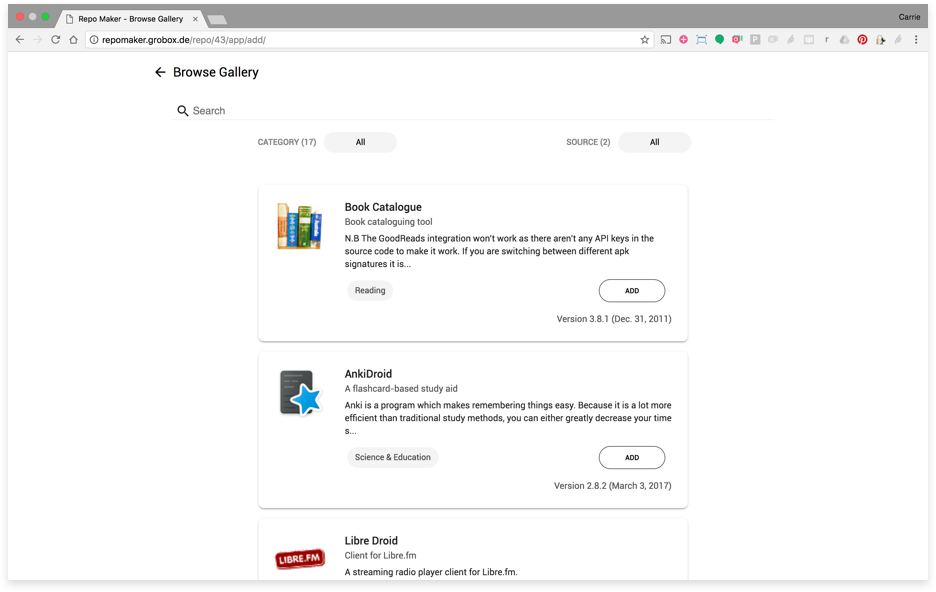 Repo Maker - Browse Gallery
Carrie
repomaker.grobox.de/repo/43/app/add/
Browse Gallery
Search
CATEGORY (17) All SOURCE (2) All
Book Catalogue
Book cataloguing tool
N.B The GoodReads integration won't work as there aren't any API keys in the
source code to make it work. If you are switching between different apk
signatures it is...
Reading ADD
Version 3.8.1 (Dec. 31, 2011)
AnkiDroid
A flashcard-based study aid
Anki is a program which makes remembering things easy. Because it is a lot more
efficient than traditional study methods, you can either greatly decrease your time
s...
Science & Education ADD
Version 2.8.2 (March 3, 2017)
Libre Droid
LIBRE.FM
Client for Libre.fm
A streaming radio player client for Libre.fm.